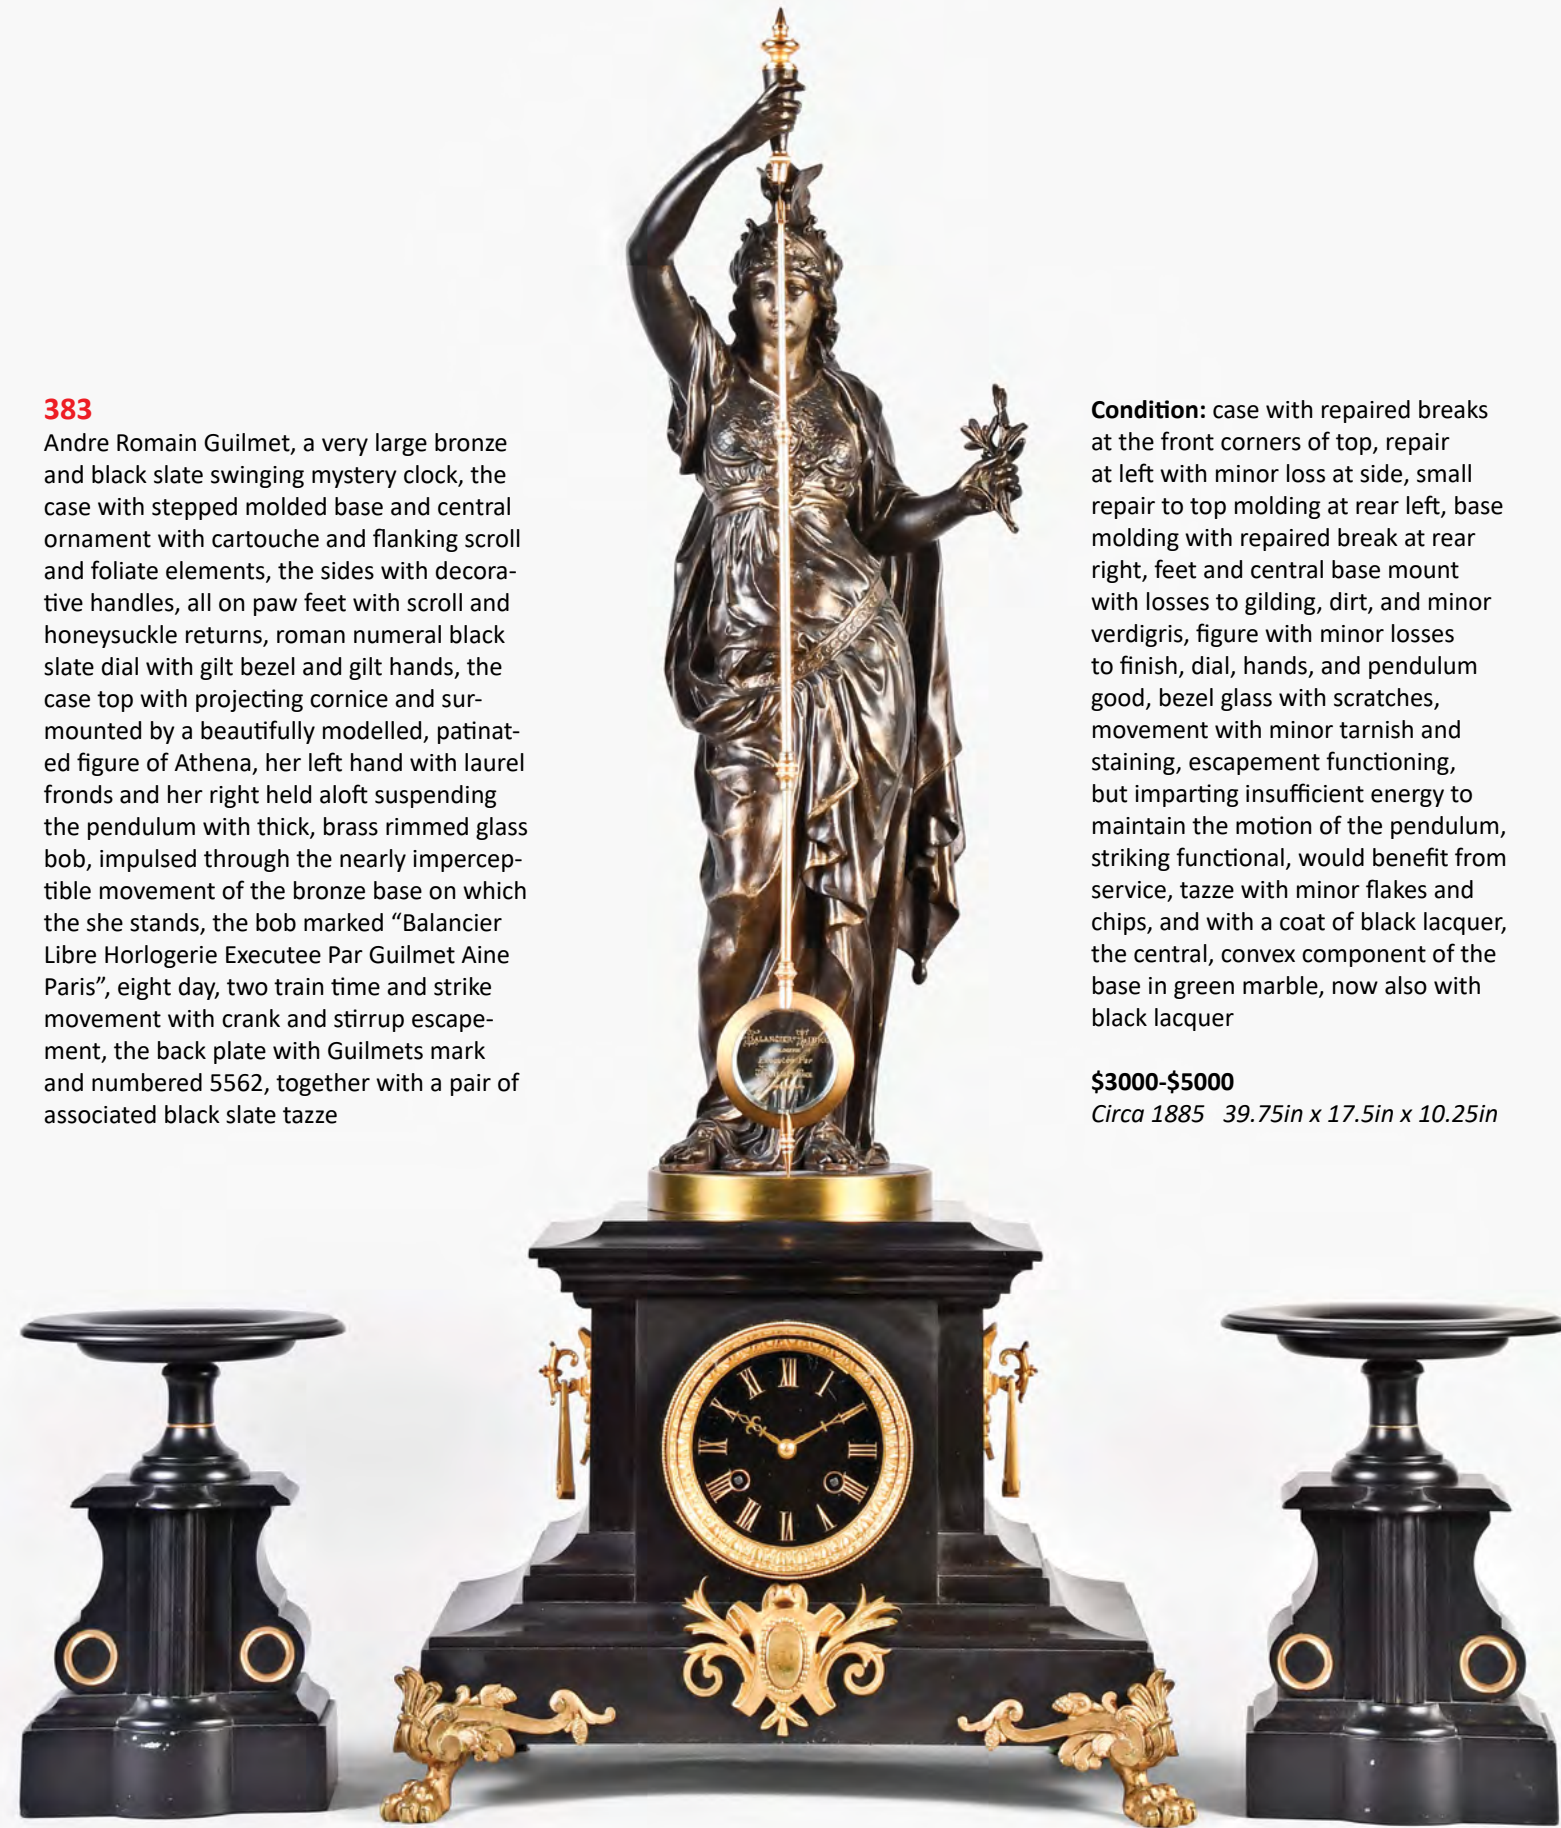 383
Andre Romain Guilmet, a very large bronze
and black slate swinging mystery clock, the
case with stepped molded base and central
ornament with cartouche and flanking scroll
and foliate elements, the sides with decora-
tive handles, all on paw feet with scroll and
honeysuckle returns, roman numeral black
slate dial with gilt bezel and gilt hands, the
case top with projecting cornice and sur-
mounted by a beautifully modelled, patinat-
ed figure of Athena, her left hand with laurel
fronds and her right held aloft suspending
the pendulum with thick, brass rimmed glass
bob, impulsed through the nearly impercep-
tible movement of the bronze base on which
the she stands, the bob marked “Balancier
Libre Horlogerie Executee Par Guilmet Aine
Paris”, eight day, two train time and strike
movement with crank and stirrup escape-
ment, the back plate with Guilmets mark
and numbered 5562, together with a pair of
associated black slate tazze
Condition: case with repaired breaks
at the front corners of top, repair
at left with minor loss at side, small
repair to top molding at rear left, base
molding with repaired break at rear
right, feet and central base mount
with losses to gilding, dirt, and minor
verdigris, figure with minor losses
to finish, dial, hands, and pendulum
good, bezel glass with scratches,
movement with minor tarnish and
staining, escapement functioning,
but imparting insufficient energy to
maintain the motion of the pendulum,
striking functional, would benefit from
service, tazze with minor flakes and
chips, and with a coat of black lacquer,
the central, convex component of the
base in green marble, now also with
black lacquer
$3000-$5000
Circa 1885 39.75in x 17.5in x 10.25in
BALANCIER
Par
XII
I
II
III
IIII
V
VI
VII
VIII
IX
X
XI